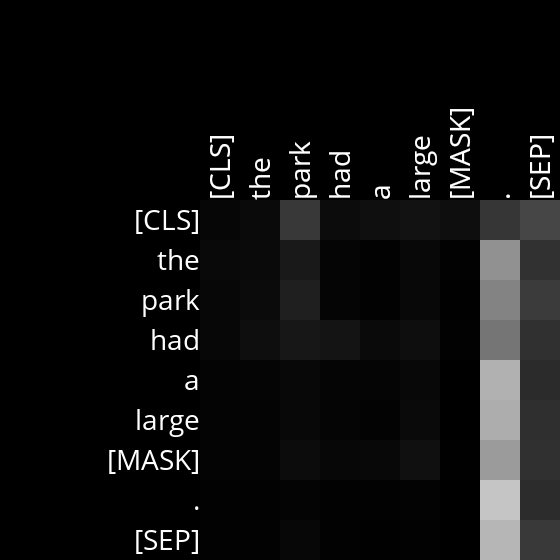 [CLS] the park had a large [MASK] . [SEP]
[CLS]
the
park
had
a
large
[MASK]
.
[SEP]